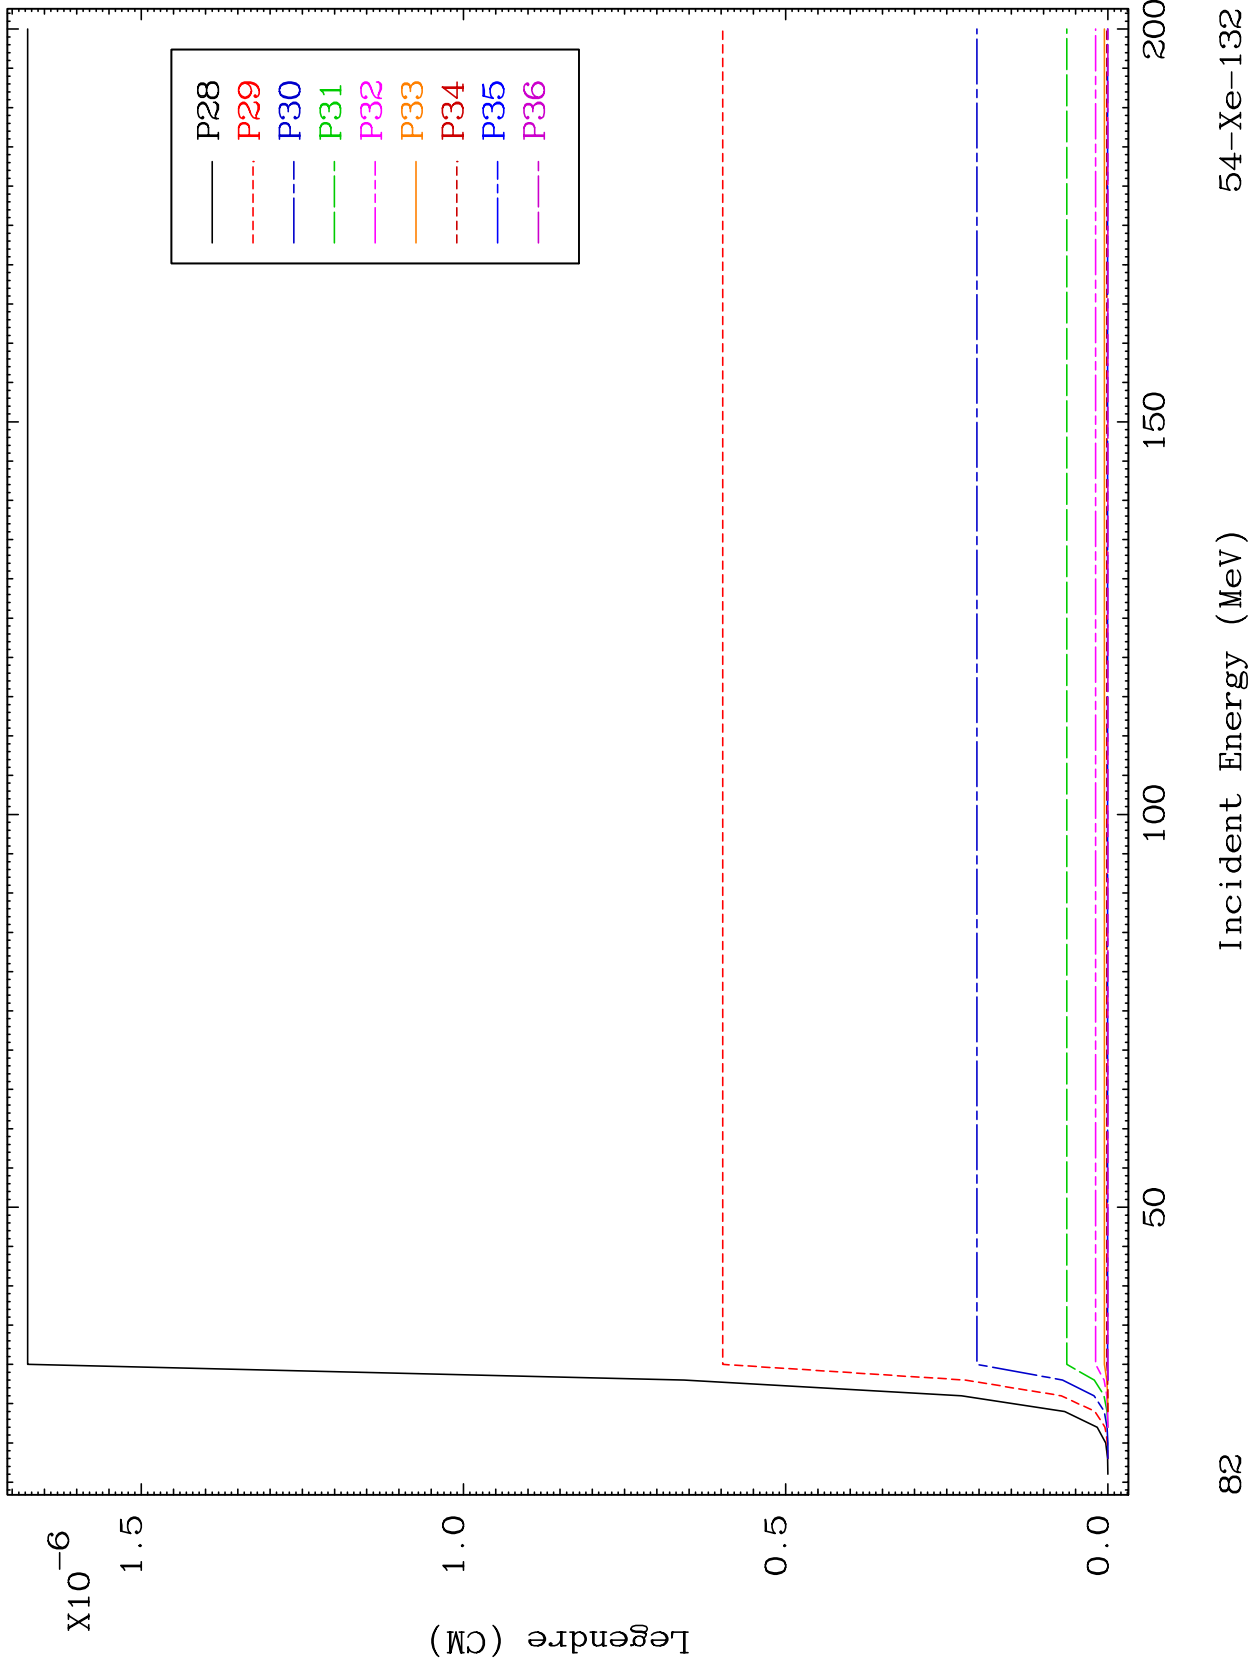 X10-6
1.5
1.0
0.5
0.0
Legendre (CM)
P28
P29
P30
P31
P32
P33
P34
P35
P36
50
100
150
200
Incident Energy (MeV)
82
54-Xe-132